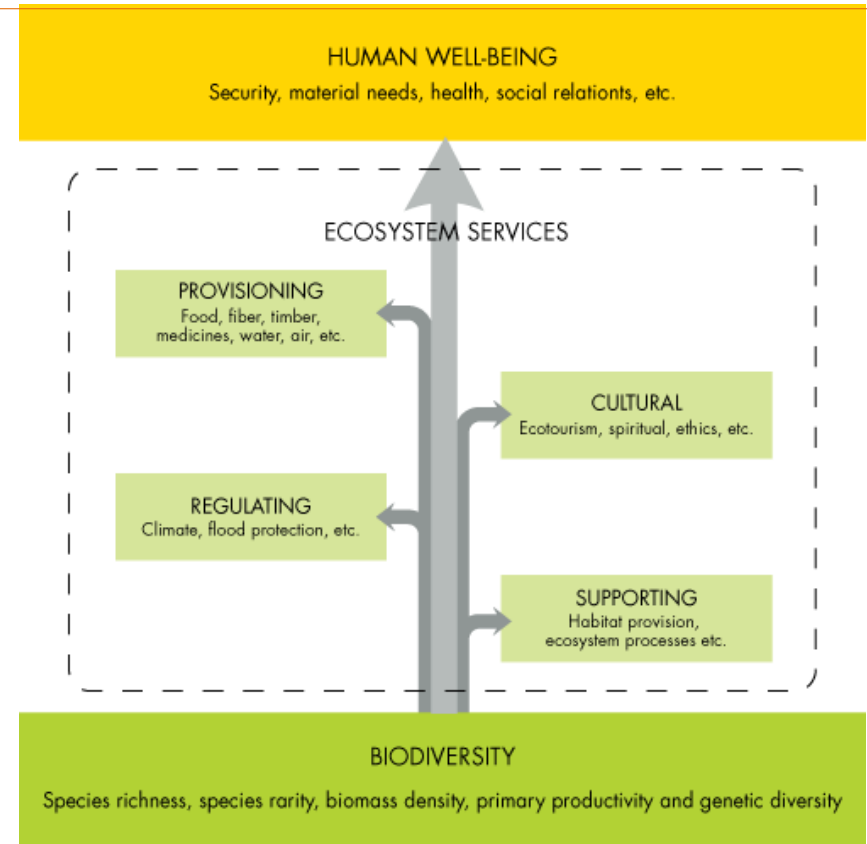 HUMAN WELL-BEING
Security, material needs, health, social relationts, etc.
ECOSYSTEM SERVICES
PROVISIONING
Food, fiber, timber,
medicines, water, air, etc.
CULTURAL
Ecotourism, spiritual, ethics, etc.
REGULATING
Climate, flood protection, etc.
SUPPORTING
Habitat provision,
ecosystem processes etc.
BIODIVERSITY
Species richness, species rarity, biomass density, primary productivity and genetic diversity